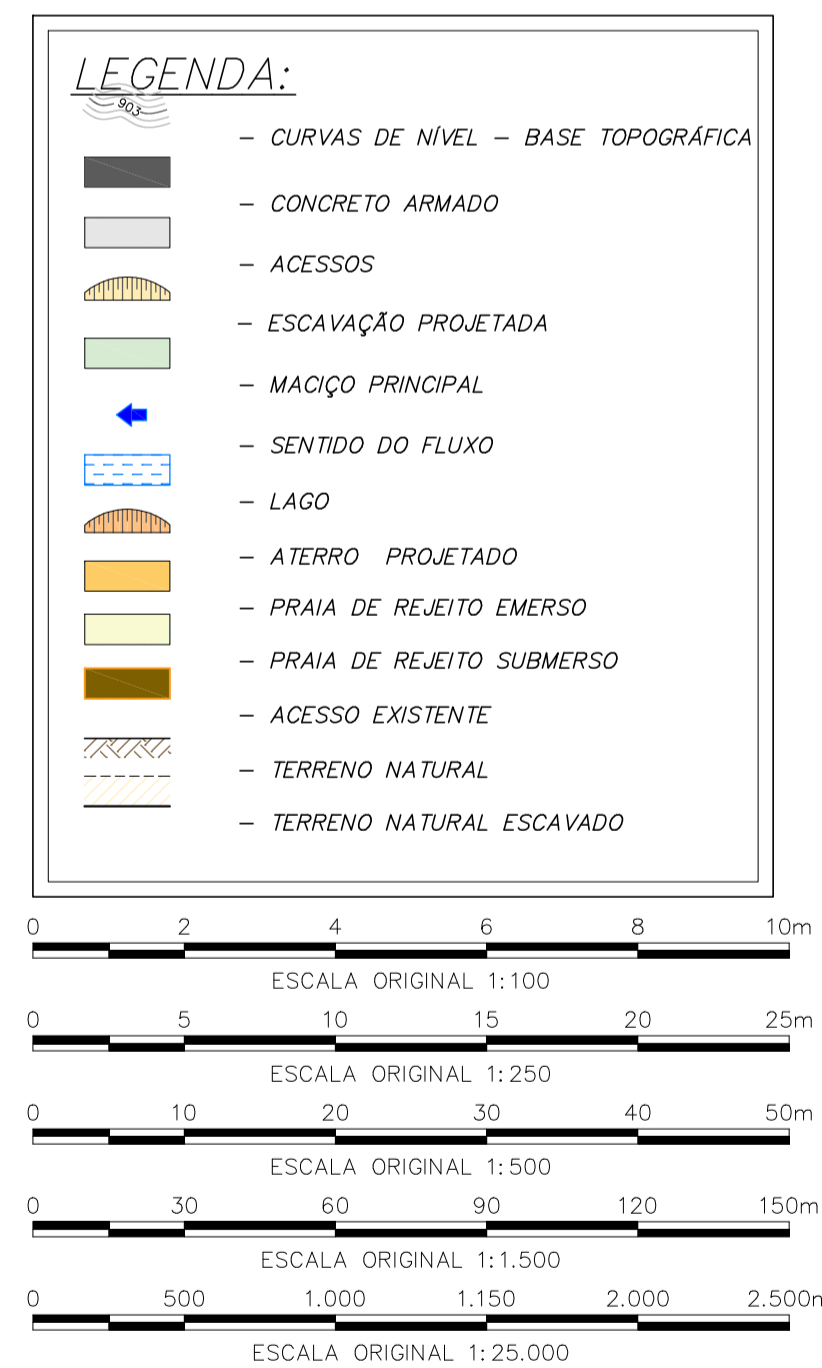 LEGENDA:
903
– CURVAS DE NÍVEL – BASE TOPOGRÁFICA
– CONCRETO ARMADO
– ACESSOS
– ESCAVAÇÃO PROJETADA
– MACIÇO PRINCIPAL
– SENTIDO DO FLUXO
– LAGO
– ATERRO PROJETADO
– PRAIA DE REJEITO EMERSO
– PRAIA DE REJEITO SUBMERSO
– ACESSO EXISTENTE
– TERRENO NATURAL
– TERRENO NATURAL ESCAVADO
0 2 4 6 8 10m
ESCALA ORIGINAL 1:100
0 5 10 15 20 25m
ESCALA ORIGINAL 1:250
0 10 20 30 40 50m
ESCALA ORIGINAL 1:500
0 30 60 90 120 150m
ESCALA ORIGINAL 1:1.500
0 500 1.000 1.150 2.000 2.500m
ESCALA ORIGINAL 1:25.000